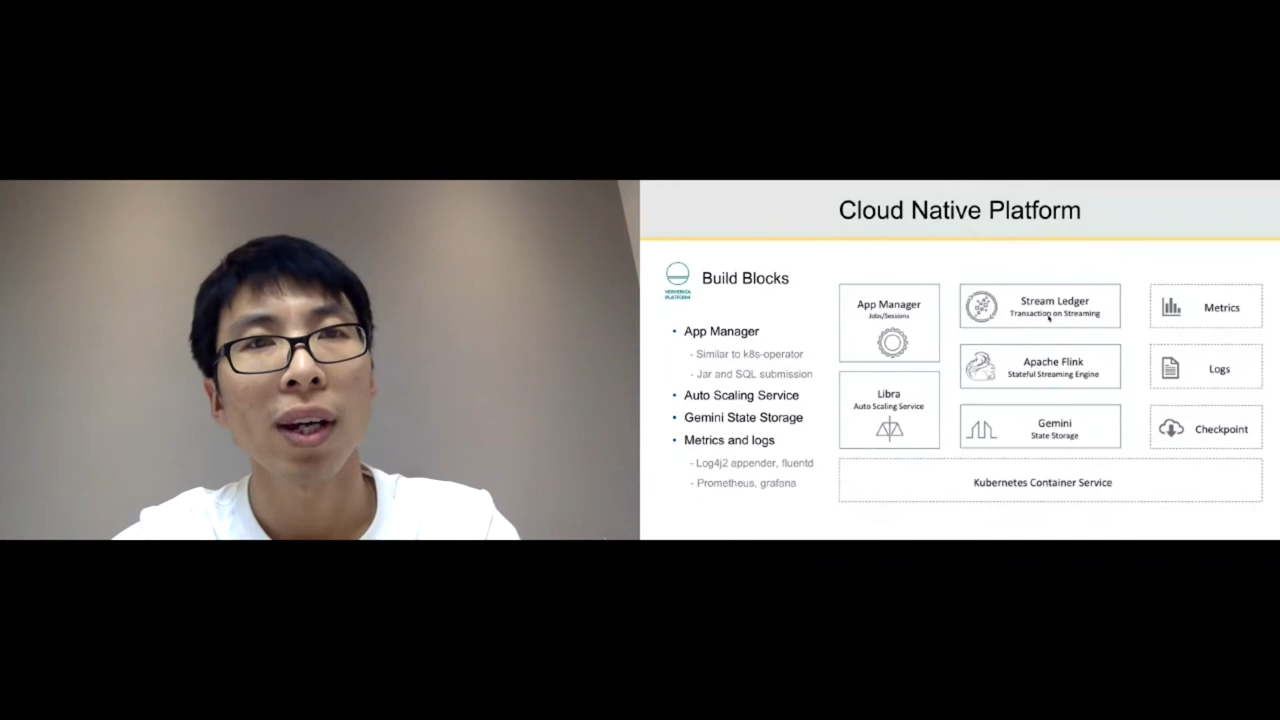 Cloud Native Platform
VERVERICA
PLATFORM
Build Blocks
• App Manager
- Similar to k8s-operator
- Jar and SQL submission
• Auto Scaling Service
• Gemini State Storage
• Metrics and logs
- Log4j2 appender, fluentd
- Prometheus, grafana
App Manager
Jobs/Sessions
Libra
Auto Scaling Service
Stream Ledger
Transaction on Streaming
Apache Flink
Stateful Streaming Engine
Gemini
State Storage
Metrics
Logs
Checkpoint
Kubernetes Container Service